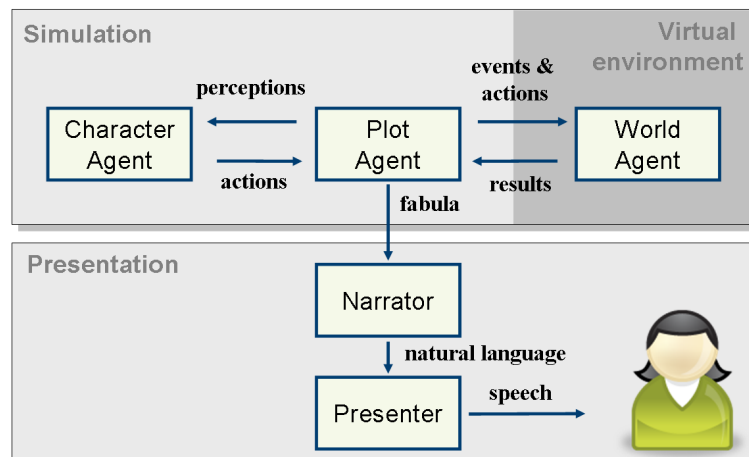 Simulation
Virtual
environment
perceptions
events &
actions
Character
Agent
Plot
Agent
World
Agent
actions
results
fabula
Presentation
Narrator
natural language
Presenter
speech